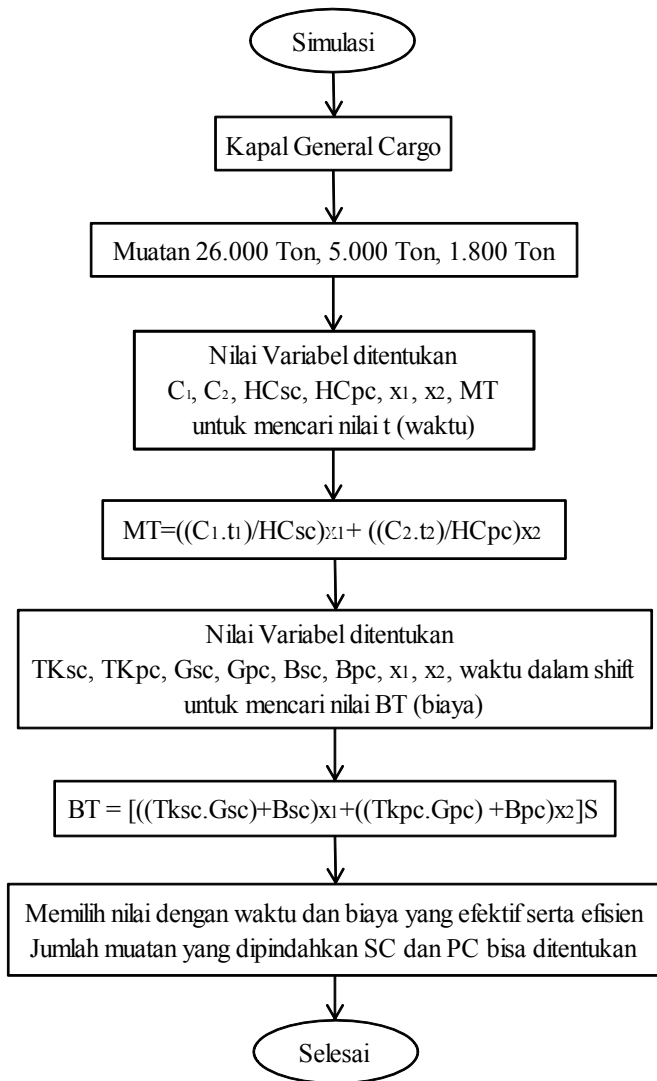 Simulasi
Kapal General Cargo
Muatan 26.000 Ton, 5.000 Ton, 1.800 Ton
Nilai Variabel ditentukan
C₁, C₂, HCsc, HCpc, x₁, x₂, MT
untuk mencari nilai t (waktu)
MT=((C₁.t₁)/HCsc)x₁+ ((C₂.t₂)/HCpc)x₂
Nilai Variabel ditentukan
TKsc, TKpc, Gsc, Gpc, Bsc, Bpc, x₁, x₂, waktu dalam shift
untuk mencari nilai BT (biaya)
BT = [((Tksc.Gsc)+Bsc)x₁+((Tkpc.Gpc) +Bpc)x₂]S
Memilih nilai dengan waktu dan biaya yang efektif serta efisien
Jumlah muatan yang dipindahkan SC dan PC bisa ditentukan
Selesai